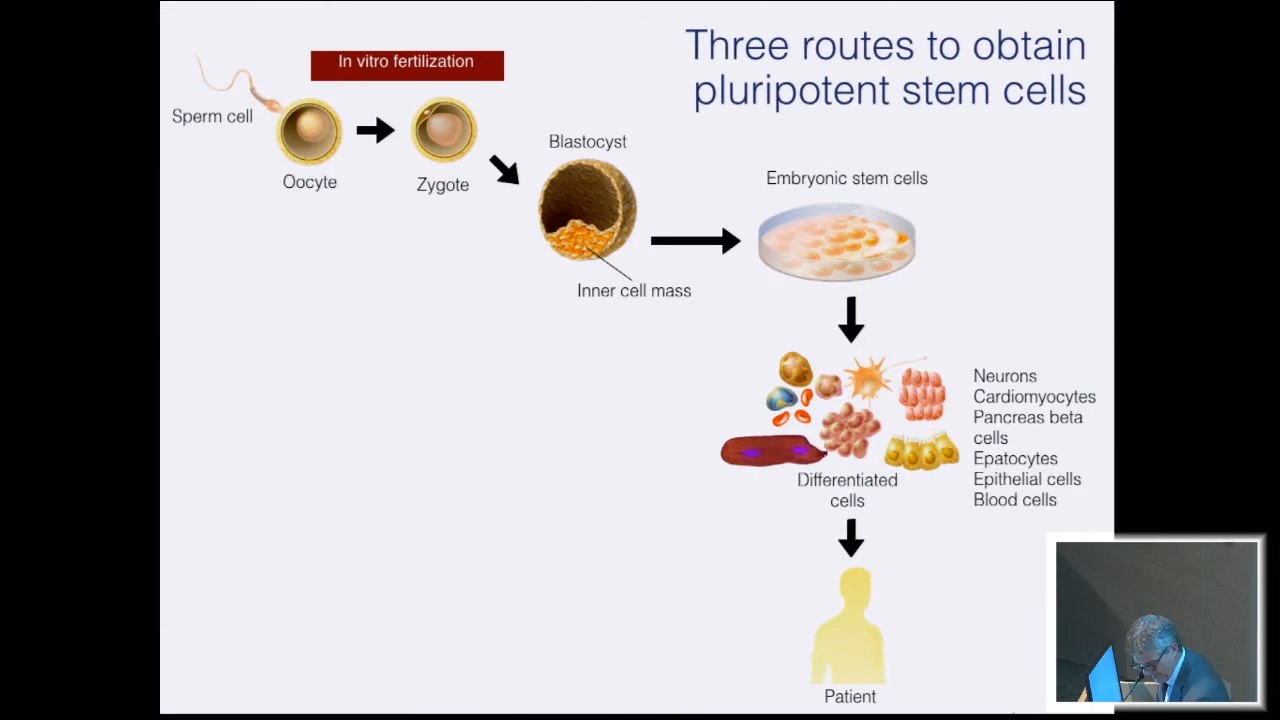 Three routes to obtain
pluripotent stem cells
In vitro fertilization
Sperm cell
Oocyte
Zygote
Blastocyst
Inner cell mass
Embryonic stem cells
Neurons
Cardiomyocytes
Pancreas beta
cells
Epatocytes
Epithelial cells
Blood cells
Differentiated
cells
Patient